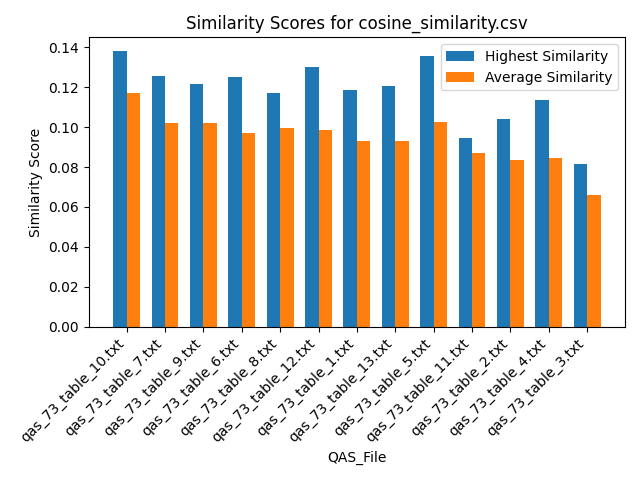 Similarity Scores for cosine_similarity.csv
Highest Similarity
Average Similarity
Similarity Score
0.14
0.12
0.10
0.08
0.06
0.04
0.02
0.00
qas_73_table_10.txt
qas_73_table_7.txt
qas_73_table_9.txt
qas_73_table_6.txt
qas_73_table_8.txt
qas_73_table_12.txt
qas_73_table_1.txt
qas_73_table_13.txt
qas_73_table_5.txt
qas_73_table_11.txt
qas_73_table_2.txt
qas_73_table_4.txt
qas_73_table_3.txt
QAS_File